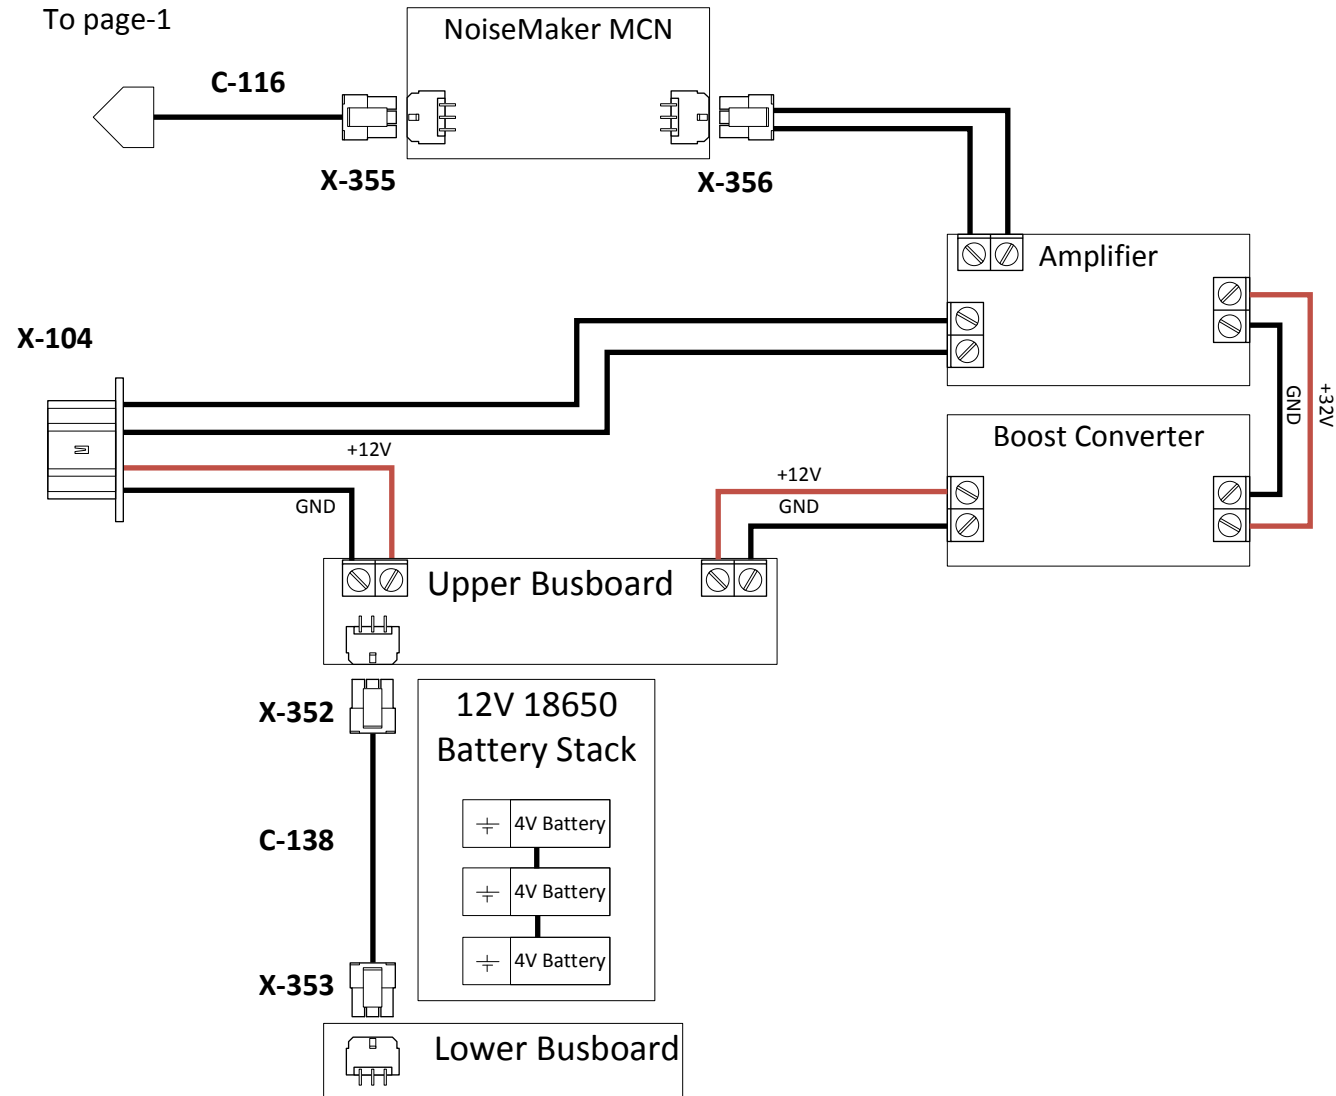 To page-1
NoiseMaker MCN
C-116
X-355
X-356
Amplifier
X-104
+32V
GND
Boost Converter
+12V
+12V
GND
GND
Upper Busboard
X-352
12V 18650
Battery Stack
4V Battery
C-138
4V Battery
4V Battery
X-353
Lower Busboard